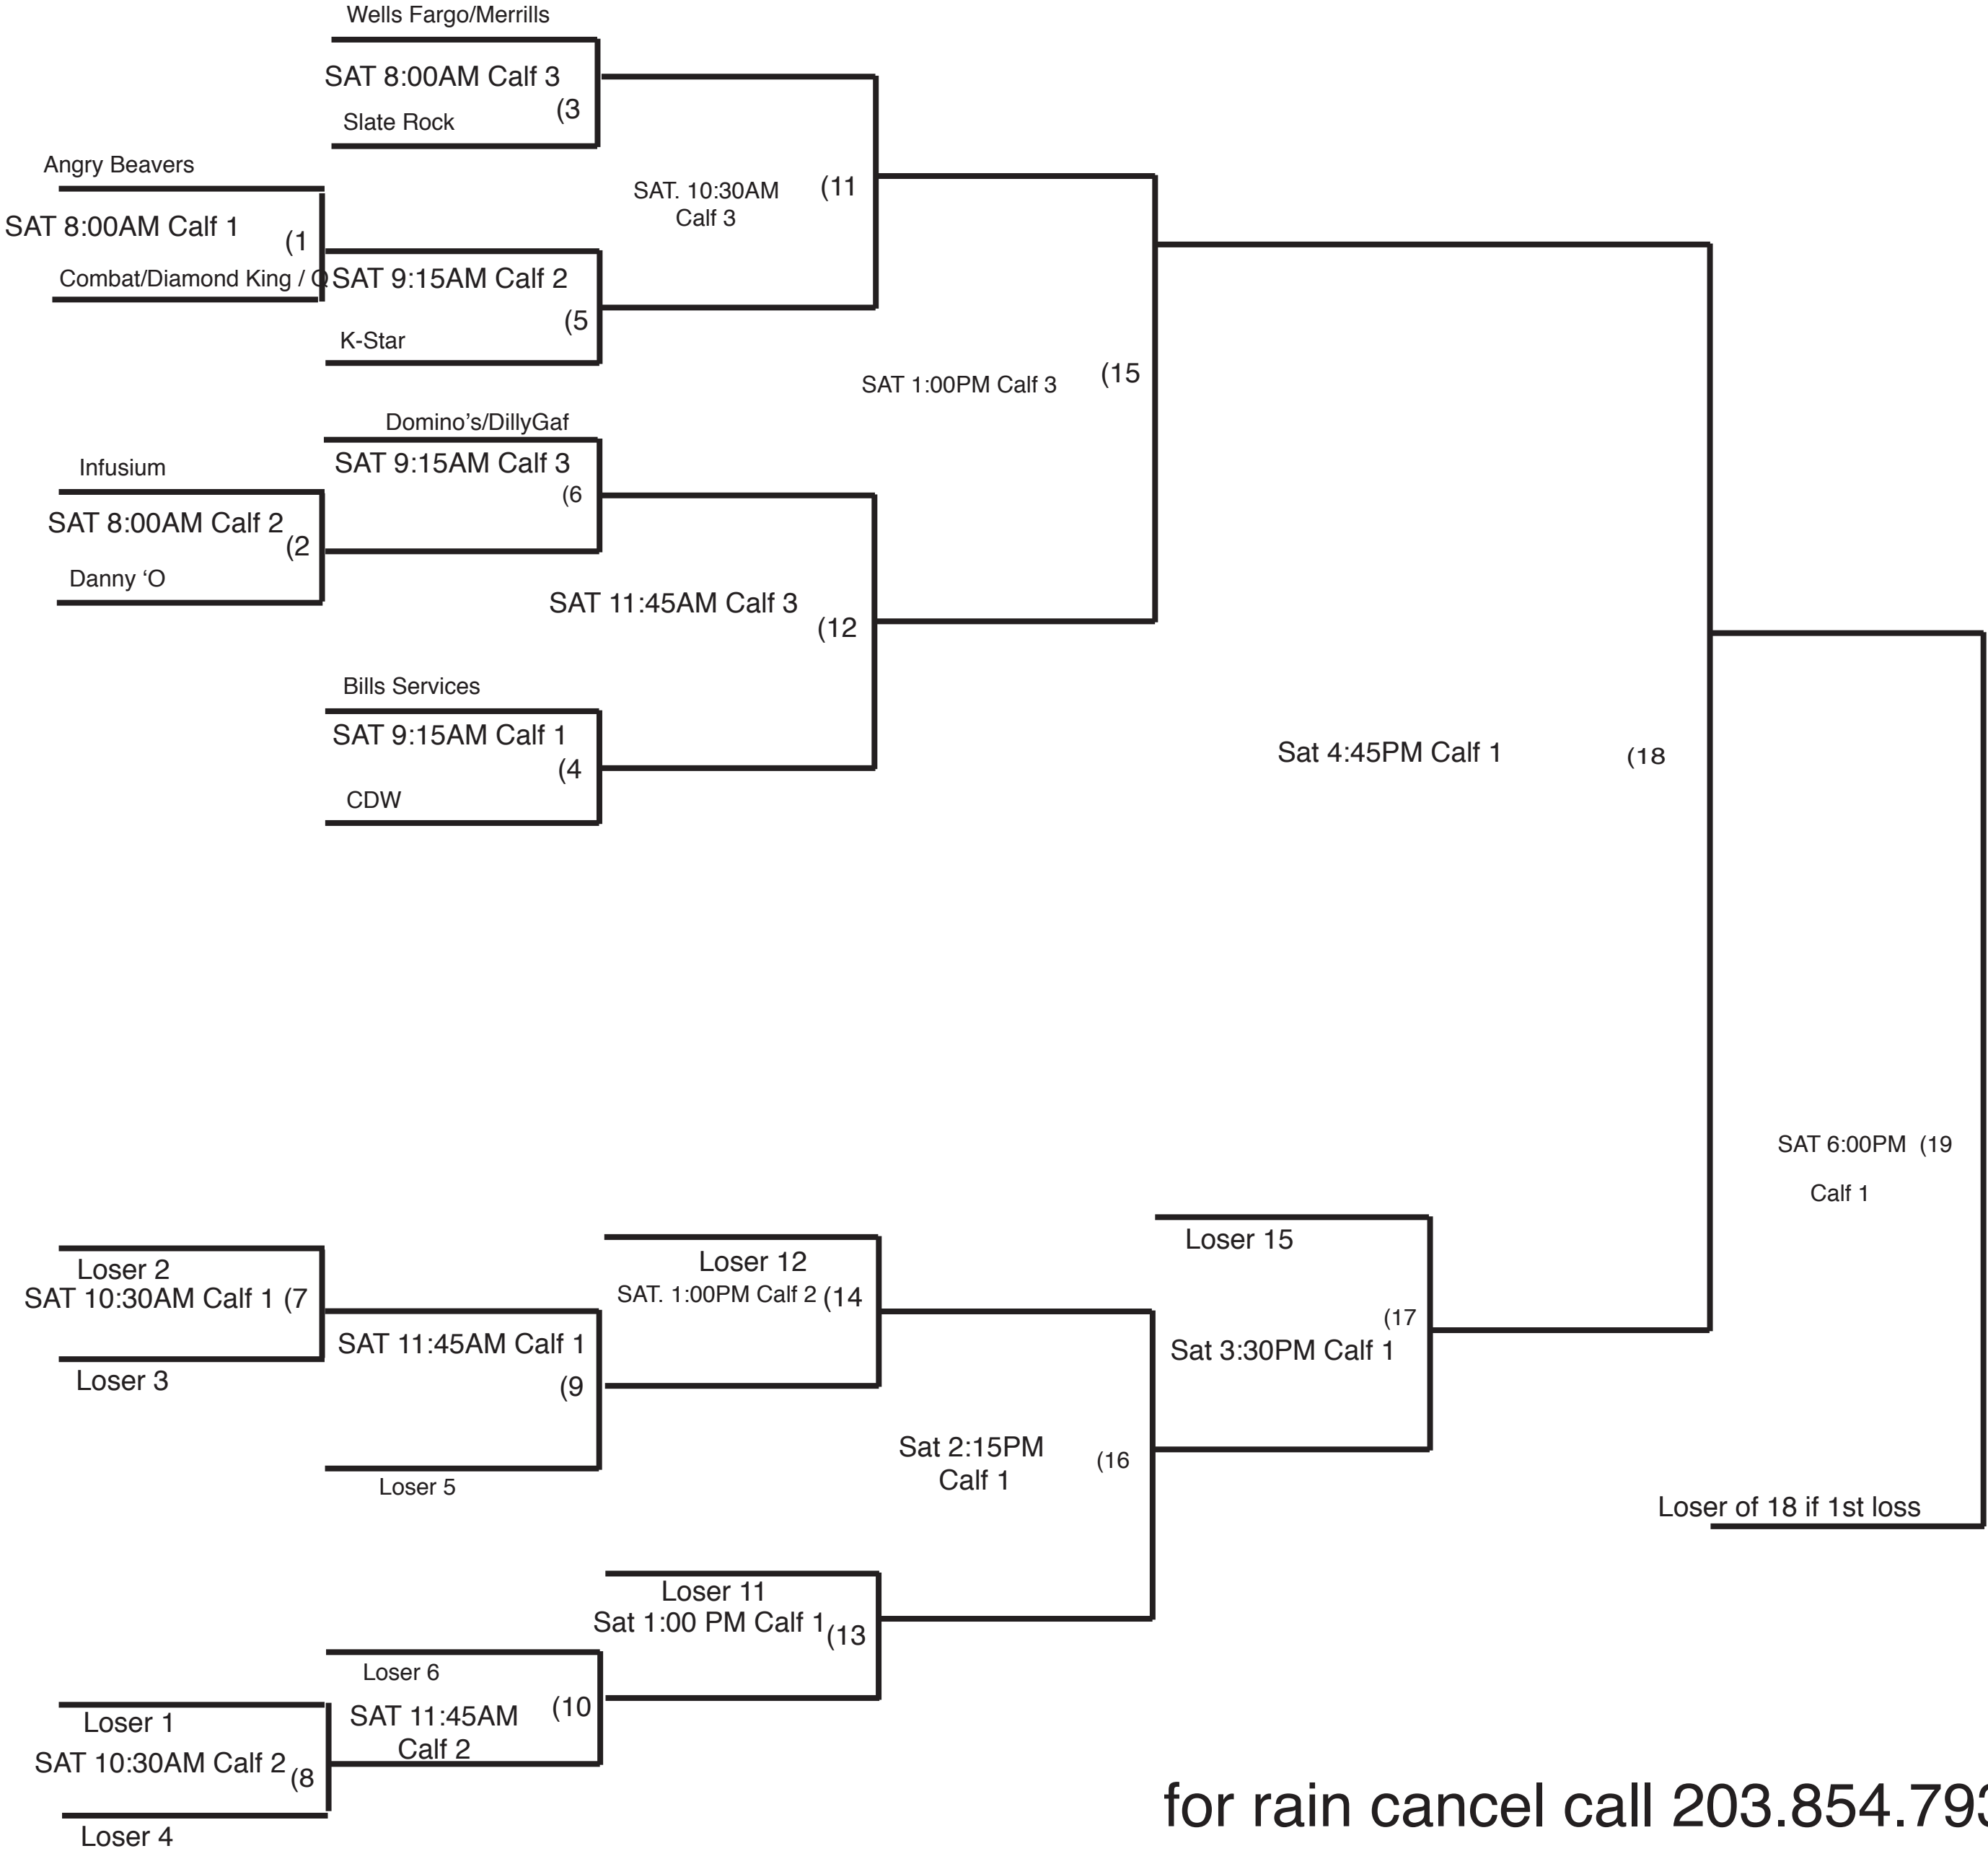 Wells Fargo/Merrills
SAT 8:00AM Calf 3
(3
Slate Rock
Angry Beavers
SAT 8:00AM Calf 1
(1
Combat/Diamond King / Q
SAT. 10:30AM
Calf 3
(11
SAT 9:15AM Calf 2
(5
K-Star
SAT 1:00PM Calf 3
(15
Domino's/DillyGaf
SAT 9:15AM Calf 3
(6
Infusium
SAT 8:00AM Calf 2
(2
Danny ‘O
SAT 11:45AM Calf 3
(12
Bills Services
SAT 9:15AM Calf 1
(4
CDW
Sat 4:45PM Calf 1
(18
SAT 6:00PM (19
Calf 1
Loser 2
SAT 10:30AM Calf 1 (7
Loser 3
SAT 11:45AM Calf 1
(9
Loser 5
Loser 12
SAT. 1:00PM Calf 2 (14
Loser 15
(17
Sat 3:30PM Calf 1
Sat 2:15PM
Calf 1
(16
Loser of 18 if 1st loss
Loser 11
Sat 1:00 PM Calf 1
(13
Loser 6
SAT 11:45AM
Calf 2
(10
Loser 1
SAT 10:30AM Calf 2
(8
Loser 4
for rain cancel call 203.854.793